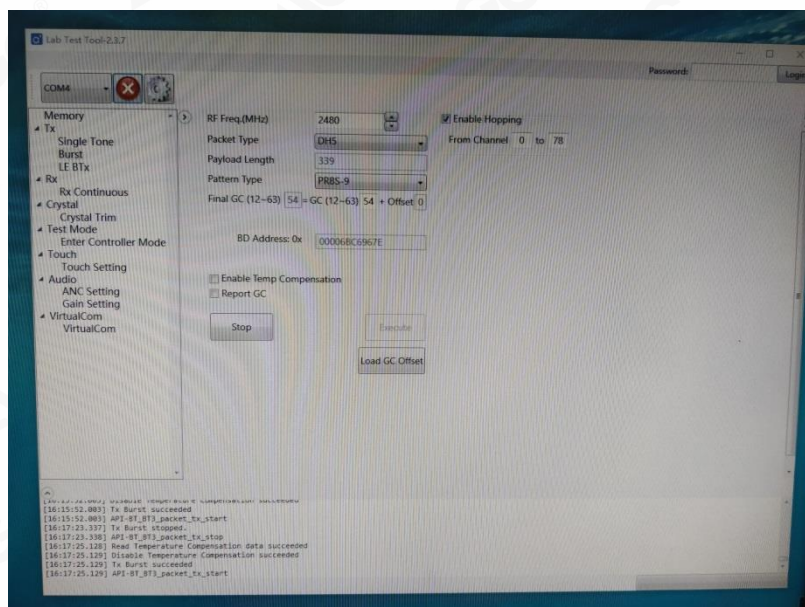 Lab Test Tool-2.3.7
Password:
Login
COM4
Memory
Tx
Single Tone
Burst
LE BTx
Rx
Rx Continuous
Crystal
Crystal Trim
Test Mode
Enter Controller Mode
Touch
Touch Setting
Audio
ANC Setting
Gain Setting
VirtualCom
VirtualCom
RF Freq.(MHz) 2480
Enable Hopping
Packet Type DH5
From Channel 0 to 78
Payload Length 339
Pattern Type PRBS-9
Final GC (12~63) 54 = GC (12~63) 54 + Offset 0
BD Address: 0x 00006BC6967E
Enable Temp Compensation
Report GC
Stop
Execute
Load GC Offset
Disable Temperature Compensation succeeded
[16:15:52.003] Tx Burst succeeded
[16:15:52.003] API-BT_BT3_packet_tx_start
[16:17:23.337] Tx Burst stopped.
[16:17:23.338] API-BT_BT3_packet_tx_stop
[16:17:25.128] Read Temperature Compensation data succeeded
[16:17:25.129] Disable Temperature Compensation succeeded
[16:17:25.129] Tx Burst succeeded
[16:17:25.129] API-BT_BT3_packet_tx_start